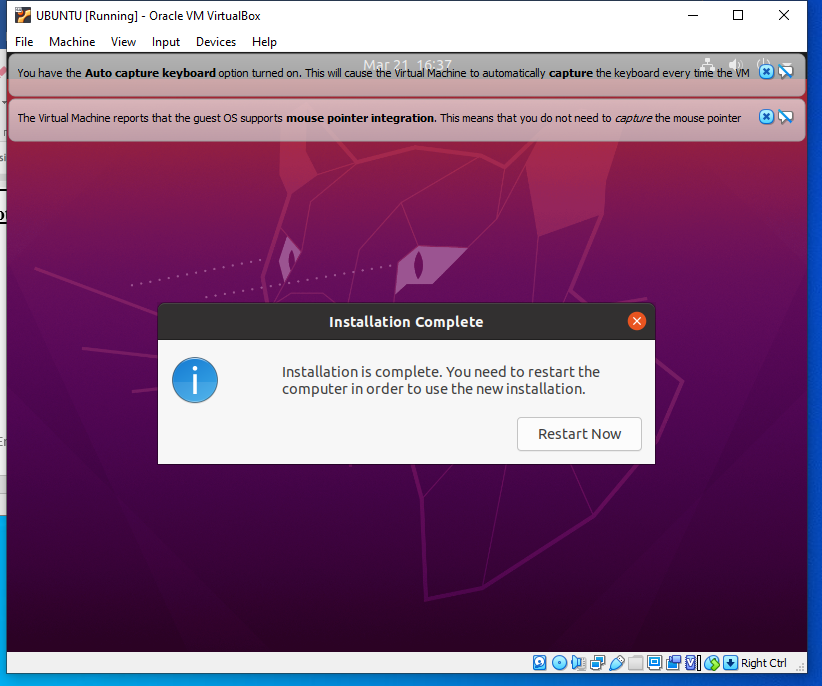 UBUNTU [Running] - Oracle VM VirtualBox
File Machine View Input Devices Help
Mar 21 16:37
You have the Auto capture keyboard option turned on. This will cause the Virtual Machine to automatically capture the keyboard every time the VM
The Virtual Machine reports that the guest OS supports mouse pointer integration. This means that you do not need to capture the mouse pointer
Installation Complete
Installation is complete. You need to restart the
computer in order to use the new installation.
Restart Now
Right Ctrl